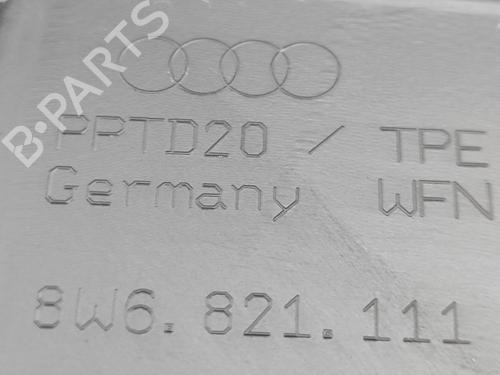 B-PARTS
PPTD20 / TPE
Germany WFN
8W6.821.111